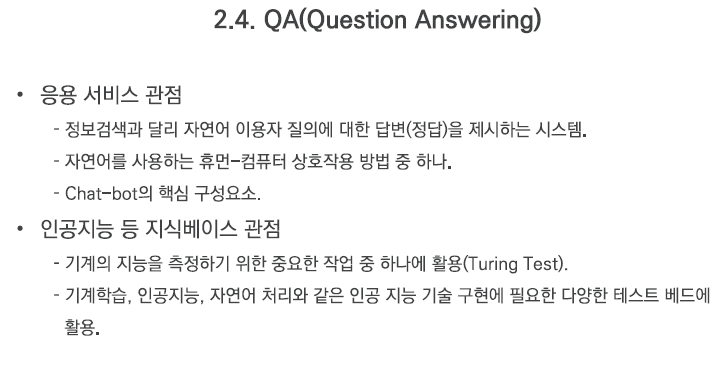 2.4. QA(Question Answering)
• 응용 서비스 관점
- 정보검색과 달리 자연어 이용자 질의에 대한 답변(정답)을 제시하는 시스템.
- 자연어를 사용하는 휴먼-컴퓨터 상호작용 방법 중 하나.
- Chat-bot의 핵심 구성요소.
• 인공지능 등 지식베이스 관점
- 기계의 지능을 측정하기 위한 중요한 작업 중 하나에 활용(Turing Test).
- 기계학습, 인공지능, 자연어 처리와 같은 인공 지능 기술 구현에 필요한 다양한 테스트 베드에
활용.